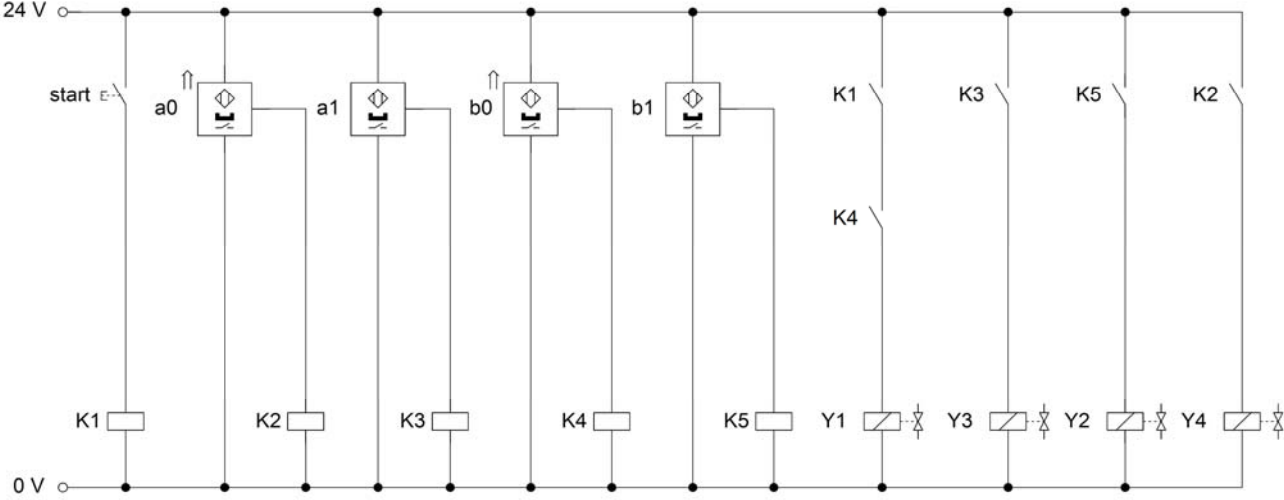 24 V
start a0 a1 b0 b1 K1 K3 K5 K2
K4
K1 K2 K3 K4 K5 Y1 Y3 Y2 Y4
0 V